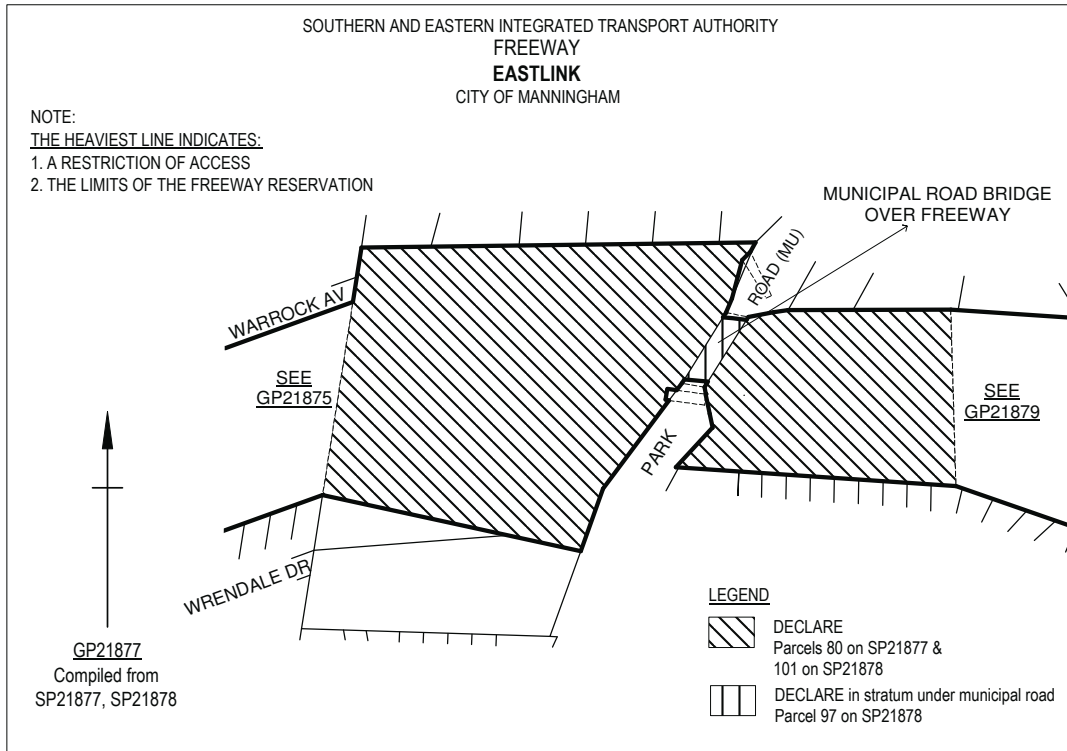 SOUTHERN AND EASTERN INTEGRATED TRANSPORT AUTHORITY
FREEWAY
EASTLINK
CITY OF MANNINGHAM
NOTE:
THE HEAVIEST LINE INDICATES:
1. A RESTRICTION OF ACCESS
2. THE LIMITS OF THE FREEWAY RESERVATION
MUNICIPAL ROAD BRIDGE
OVER FREEWAY
ROAD (MU)
WARROCK AV
SEE
GP21875
SEE
GP21879
PARK
WRENDALE DR
GP21877
Compiled from
SP21877, SP21878
LEGEND
DECLARE
Parcels 80 on SP21877 &
101 on SP21878
DECLARE in stratum under municipal road
Parcel 97 on SP21878